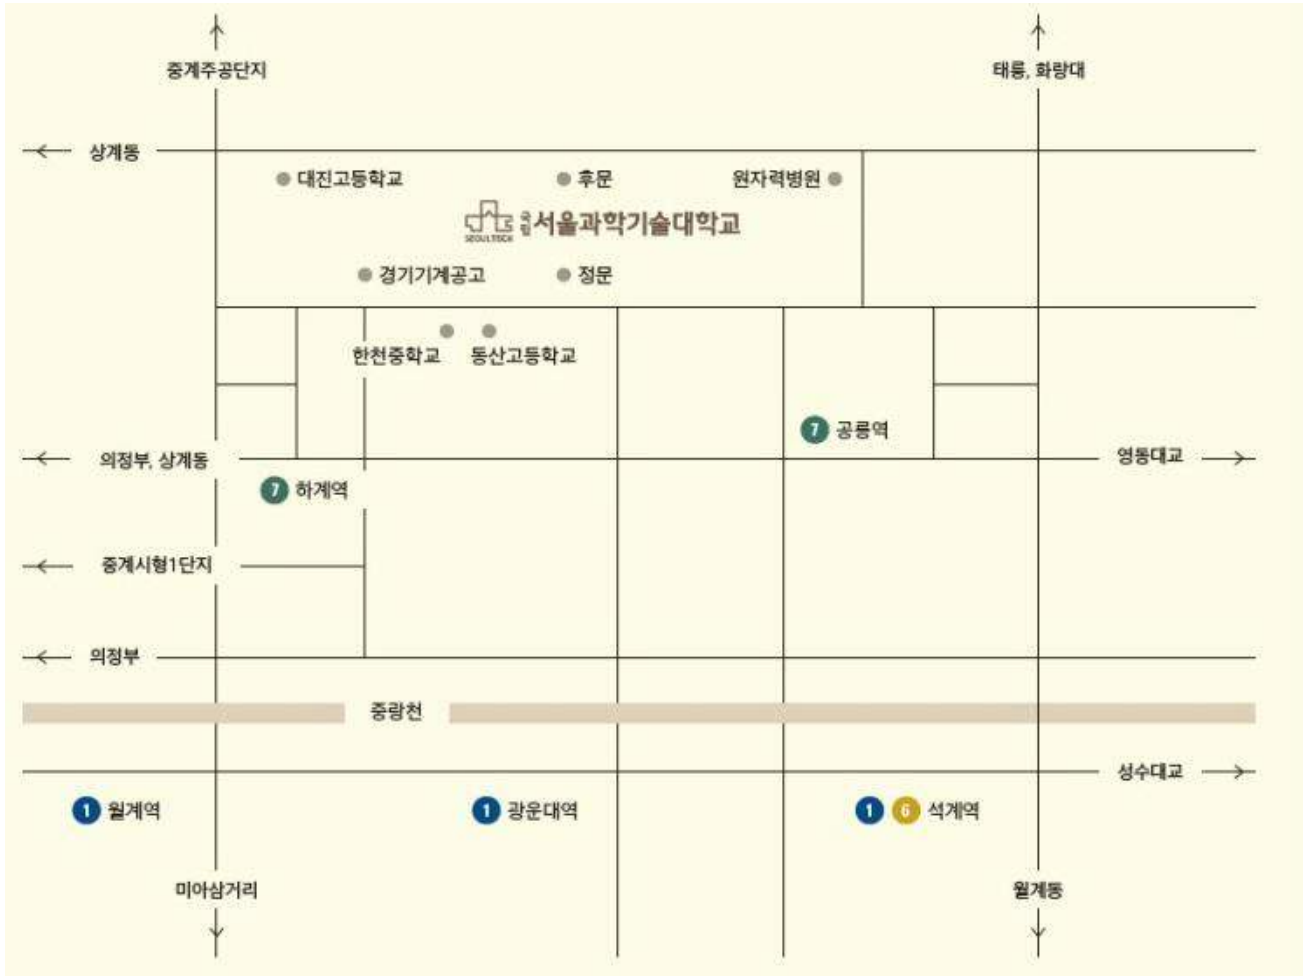 중계주공단지
태릉, 화랑대
상계동
대진고등학교
후문
원자력병원
SEOULTECH
국립 서울과학기술대학교
경기기계공고
정문
한천중학교
동산고등학교
7 공릉역
의정부, 상계동
영동대교
7 하계역
중계시형1단지
의정부
중랑천
성수대교
1 월계역
1 광운대역
1 6 석계역
미아삼거리
월계동